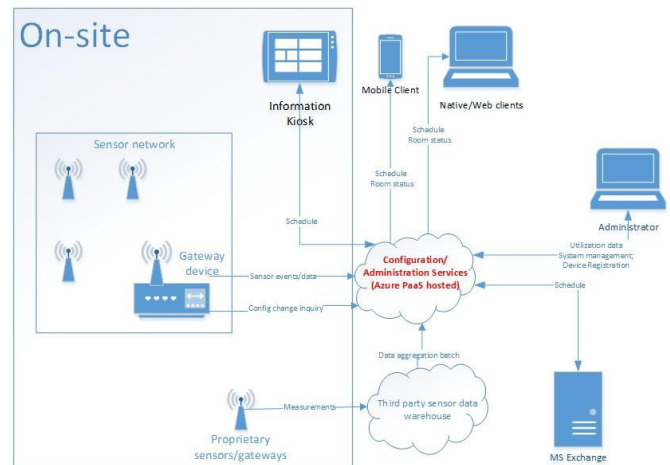 On-site
Information
Kiosk
Mobile Client
Native/Web clients
Sensor network
Schedule
Room status
Schedule
Room status
Administrator
Schedule
Gateway
device
Sensor events/data
Configuration/
Administration Services
(Azure PaaS hosted)
Utilization data
System management;
Device Registration
Config change inquiry
Schedule
Data aggregation batch
Measurements
Third party sensor data
warehouse
Proprietary
sensors/gateways
MS Exchange